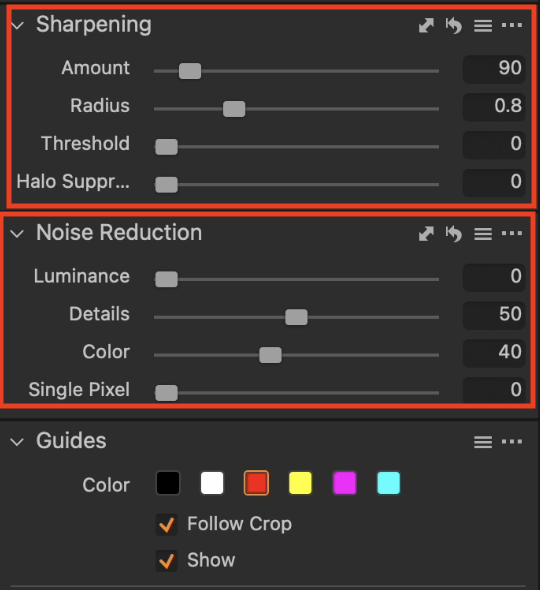 Sharpening
Amount 90
Radius 0.8
Threshold 0
Halo Suppr... 0
Noise Reduction
Luminance 0
Details 50
Color 40
Single Pixel 0
Guides
Color
Follow Crop
Show